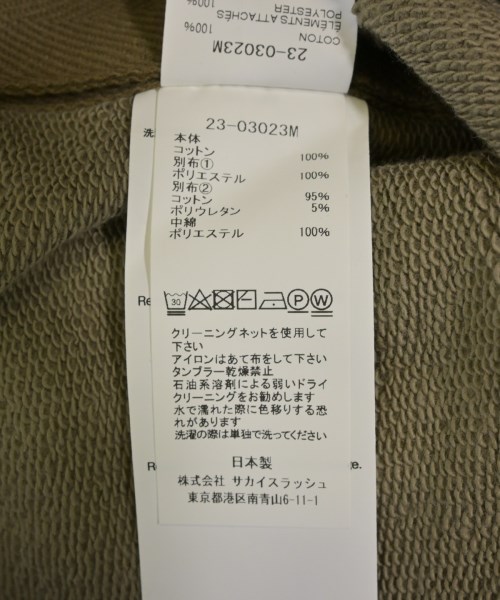 100%
POLYESTER
ÉLÉMENTS ATTACHÉS
COTON 100%
23-03023M
洗
23-03023M
本体
コットン 100%
別布①
ポリエステル 100%
別布②
コットン 95%
ポリウレタン 5%
中綿
ポリエステル 100%
30
P W
Re
クリーニングネットを使用して
下さい
アイロンはあて布をして下さい
タンブラー乾燥禁止
石油系溶剤による弱いドライ
クリーニングをお勧めします
水で濡れた際に色移りする恐
れがあります
洗濯の際は単独で洗ってください
日本製
株式会社 サカイスラッシュ
東京都港区南青山6-11-1